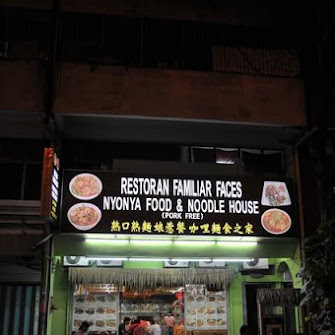 RESTORAN FAMILIAR FACES
NYONYA FOOD & NOODLE HOUSE
(PORK FREE)
熱口熱麵娘惹餐咖哩麵食之家